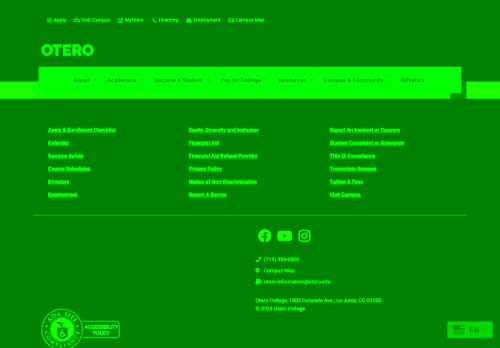 Apply Visit Campus MyOtero Directory Employment Campus Map
OTERO
About Academics Become a Student Pay for College Resources Campus & Community Athletics
Apply & Enrollment Checklist
Calendar
Campus Safety
Course Schedules
Directory
Employment
Equity, Diversity and Inclusion
Financial Aid
Financial Aid Refund Provider
Privacy Policy
Notice of Non-Discrimination
Report A Barrier
Report An Incident or Concern
Student Complaint or Grievance
Title IX Compliance
Transcripts Request
Tuition & Fees
Visit Campus
(719) 384-6800
Campus Map
otero-information@otero.edu
Otero College, 1802 Colorado Ave., La Junta, CO 81050
© 2024 Otero College
ADA SITE COMPLIANCE
ACCESSIBILITY
POLICY
EN